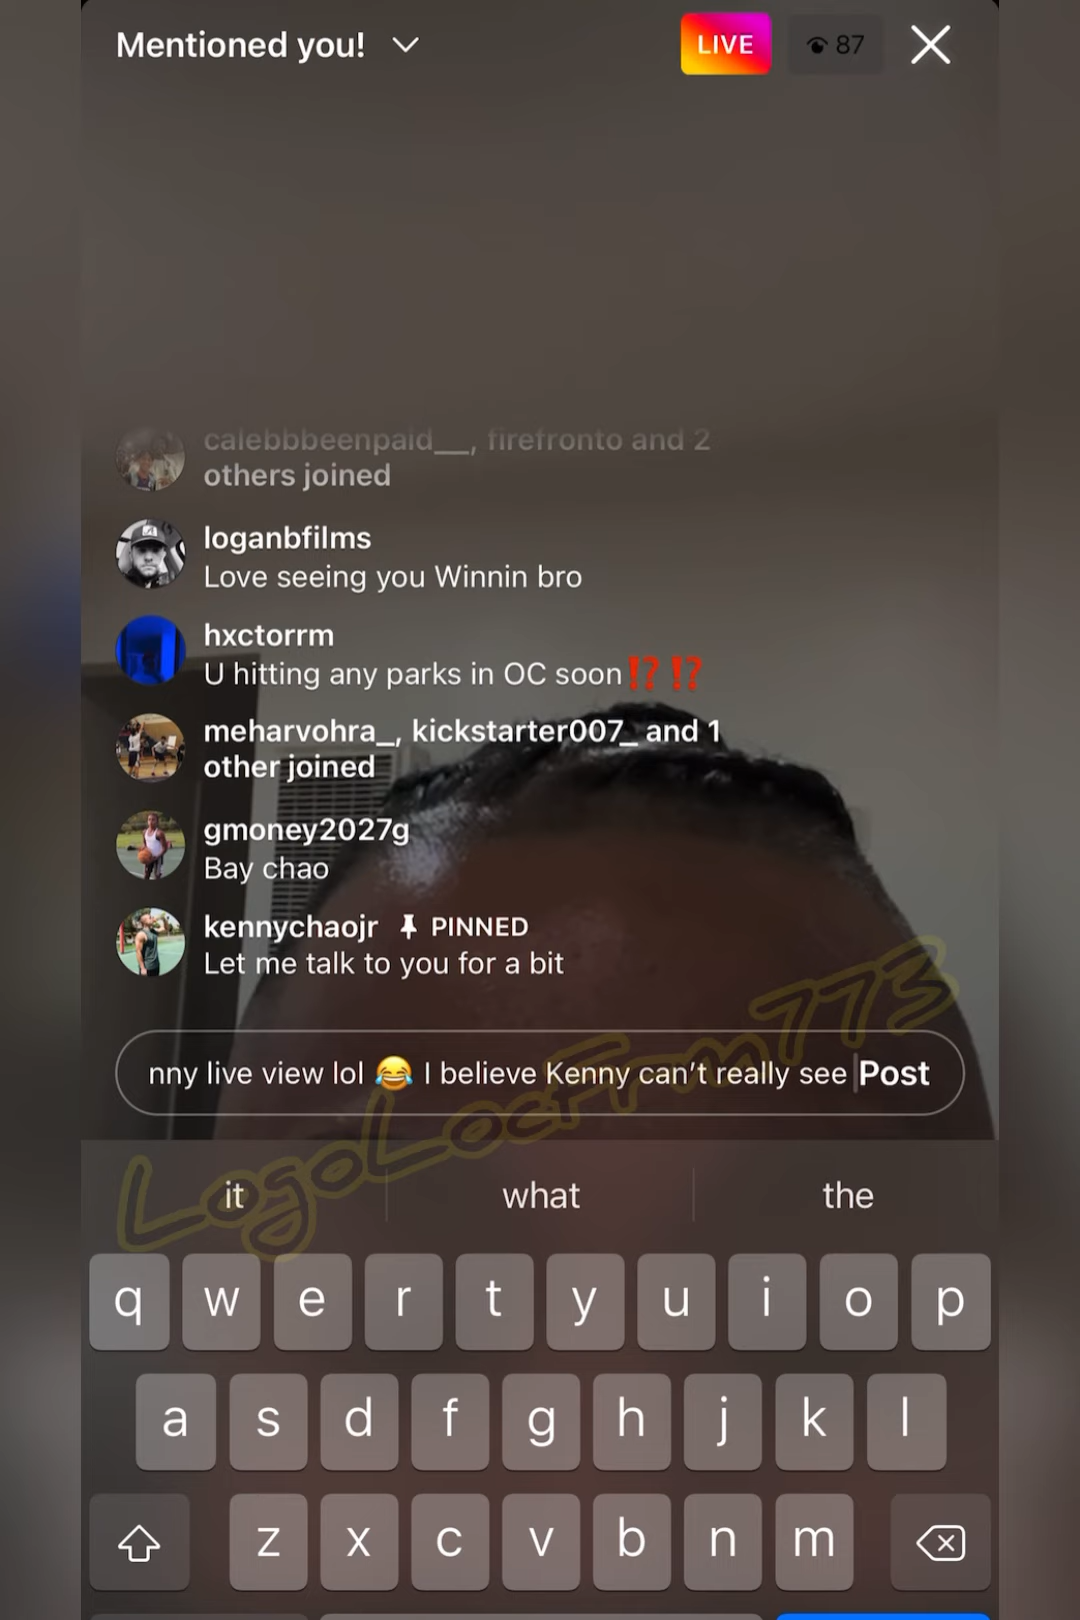 Mentioned you!
LIVE
87
calebbbeenpaid__, firefronto and 2
others joined
loganbfilms
Love seeing you Winnin bro
hxctorrm
U hitting any parks in OC soon⁉️⁉️
meharvohra_, kickstarter007_ and 1
other joined
gmoney2027g
Bay chao
kennychaojr 📌 PINNED
Let me talk to you for a bit
nny live view lol 😂 I believe Kenny can’t really see Post
LogoLocFrm773
it what the
q w e r t y u i o p
a s d f g h j k l
z x c v b n m